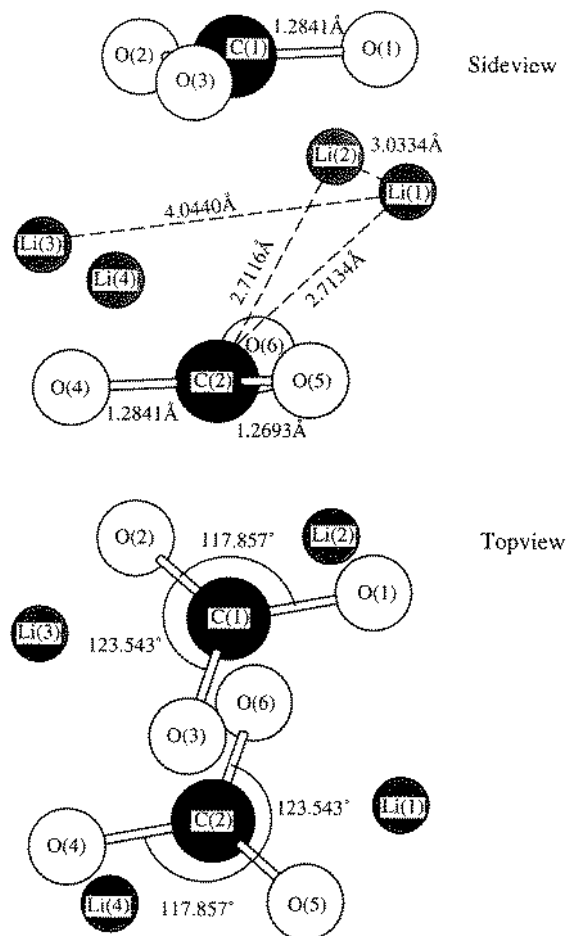 1.2841Å
O(2)
C(1)
O(1)
O(3)
Sideview
Li(2)
3.0334Å
Li(1)
4.0440Å
Li(3)
Li(4)
2.7116Å
2.7134Å
O(6)
O(4)
C(2)
O(5)
1.2841Å
1.2693Å
O(2)
117.857°
Li(2)
Topview
O(1)
C(1)
Li(3)
123.543°
O(6)
O(3)
Li(1)
123.543°
C(2)
O(4)
Li(4)
117.857°
O(5)